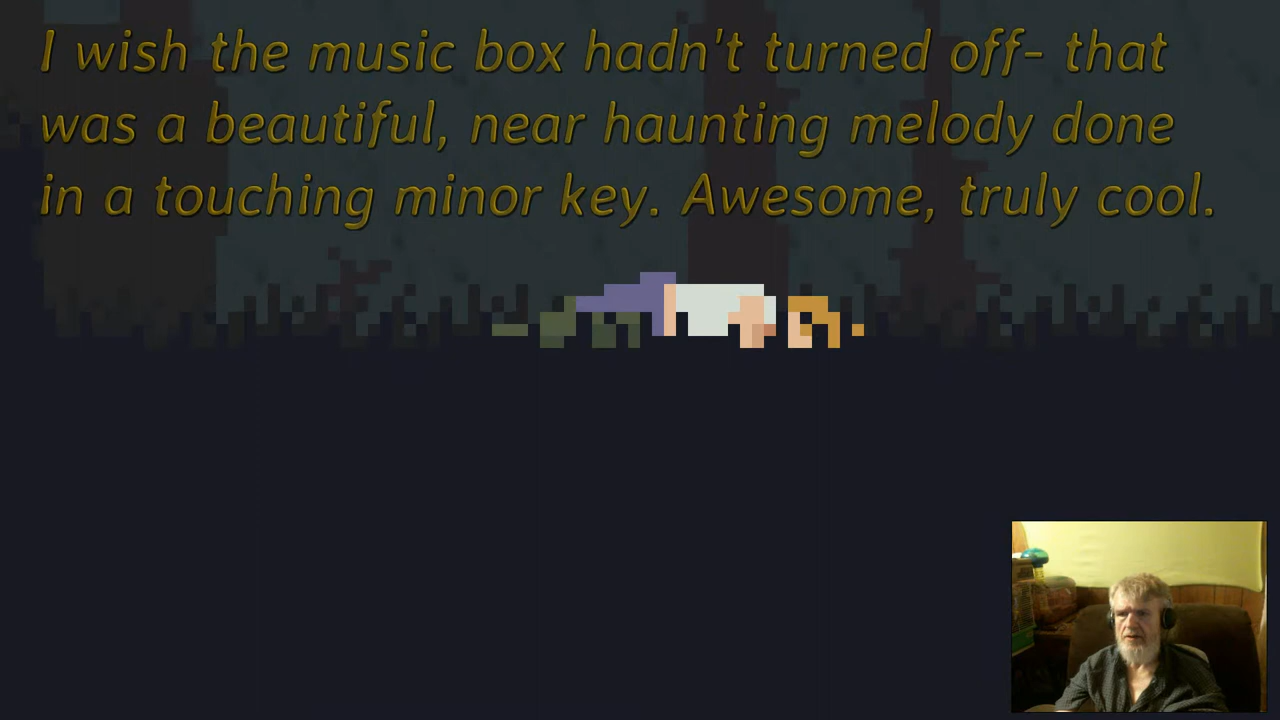 I wish the music box hadn't turned off- that
was a beautiful, near haunting melody done
in a touching minor key. Awesome, truly cool.